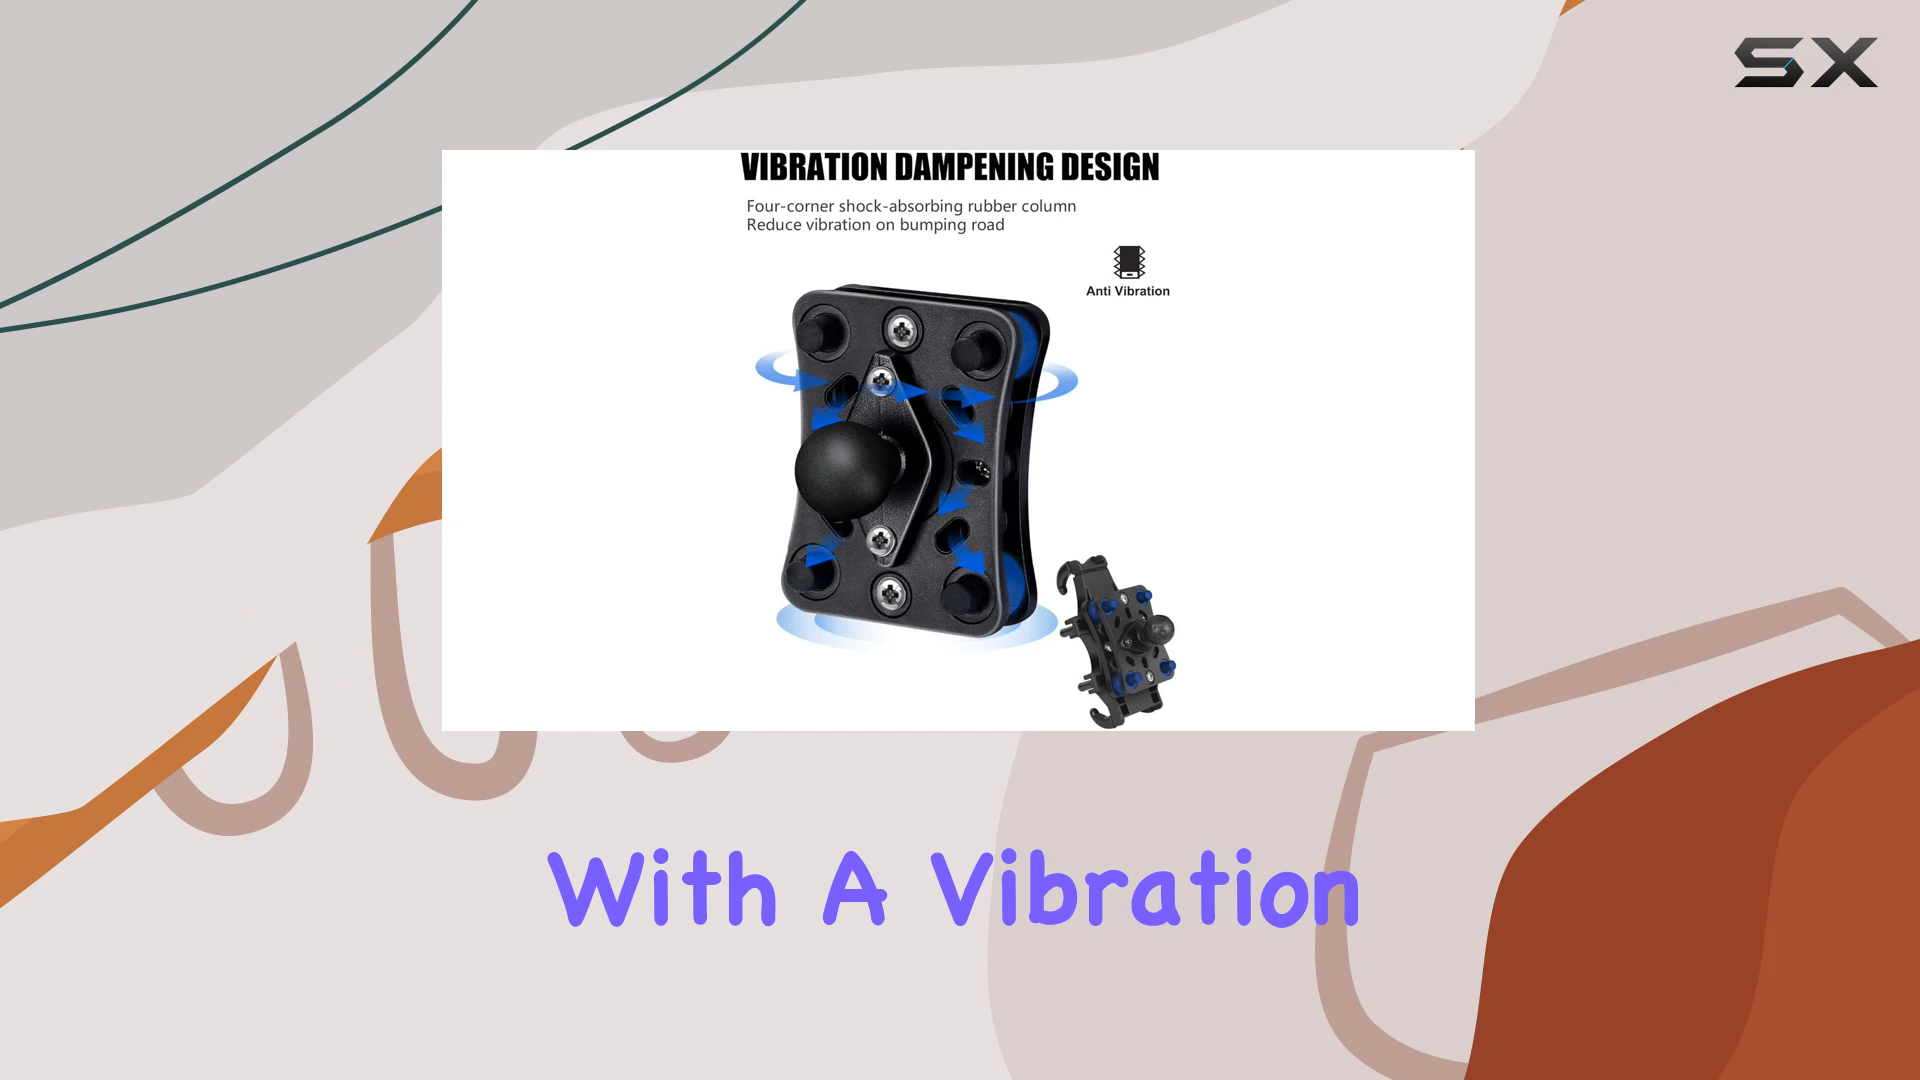 SX
VIBRATION DAMPENING DESIGN
Four-corner shock-absorbing rubber column
Reduce vibration on bumping road
Anti Vibration
With A Vibration